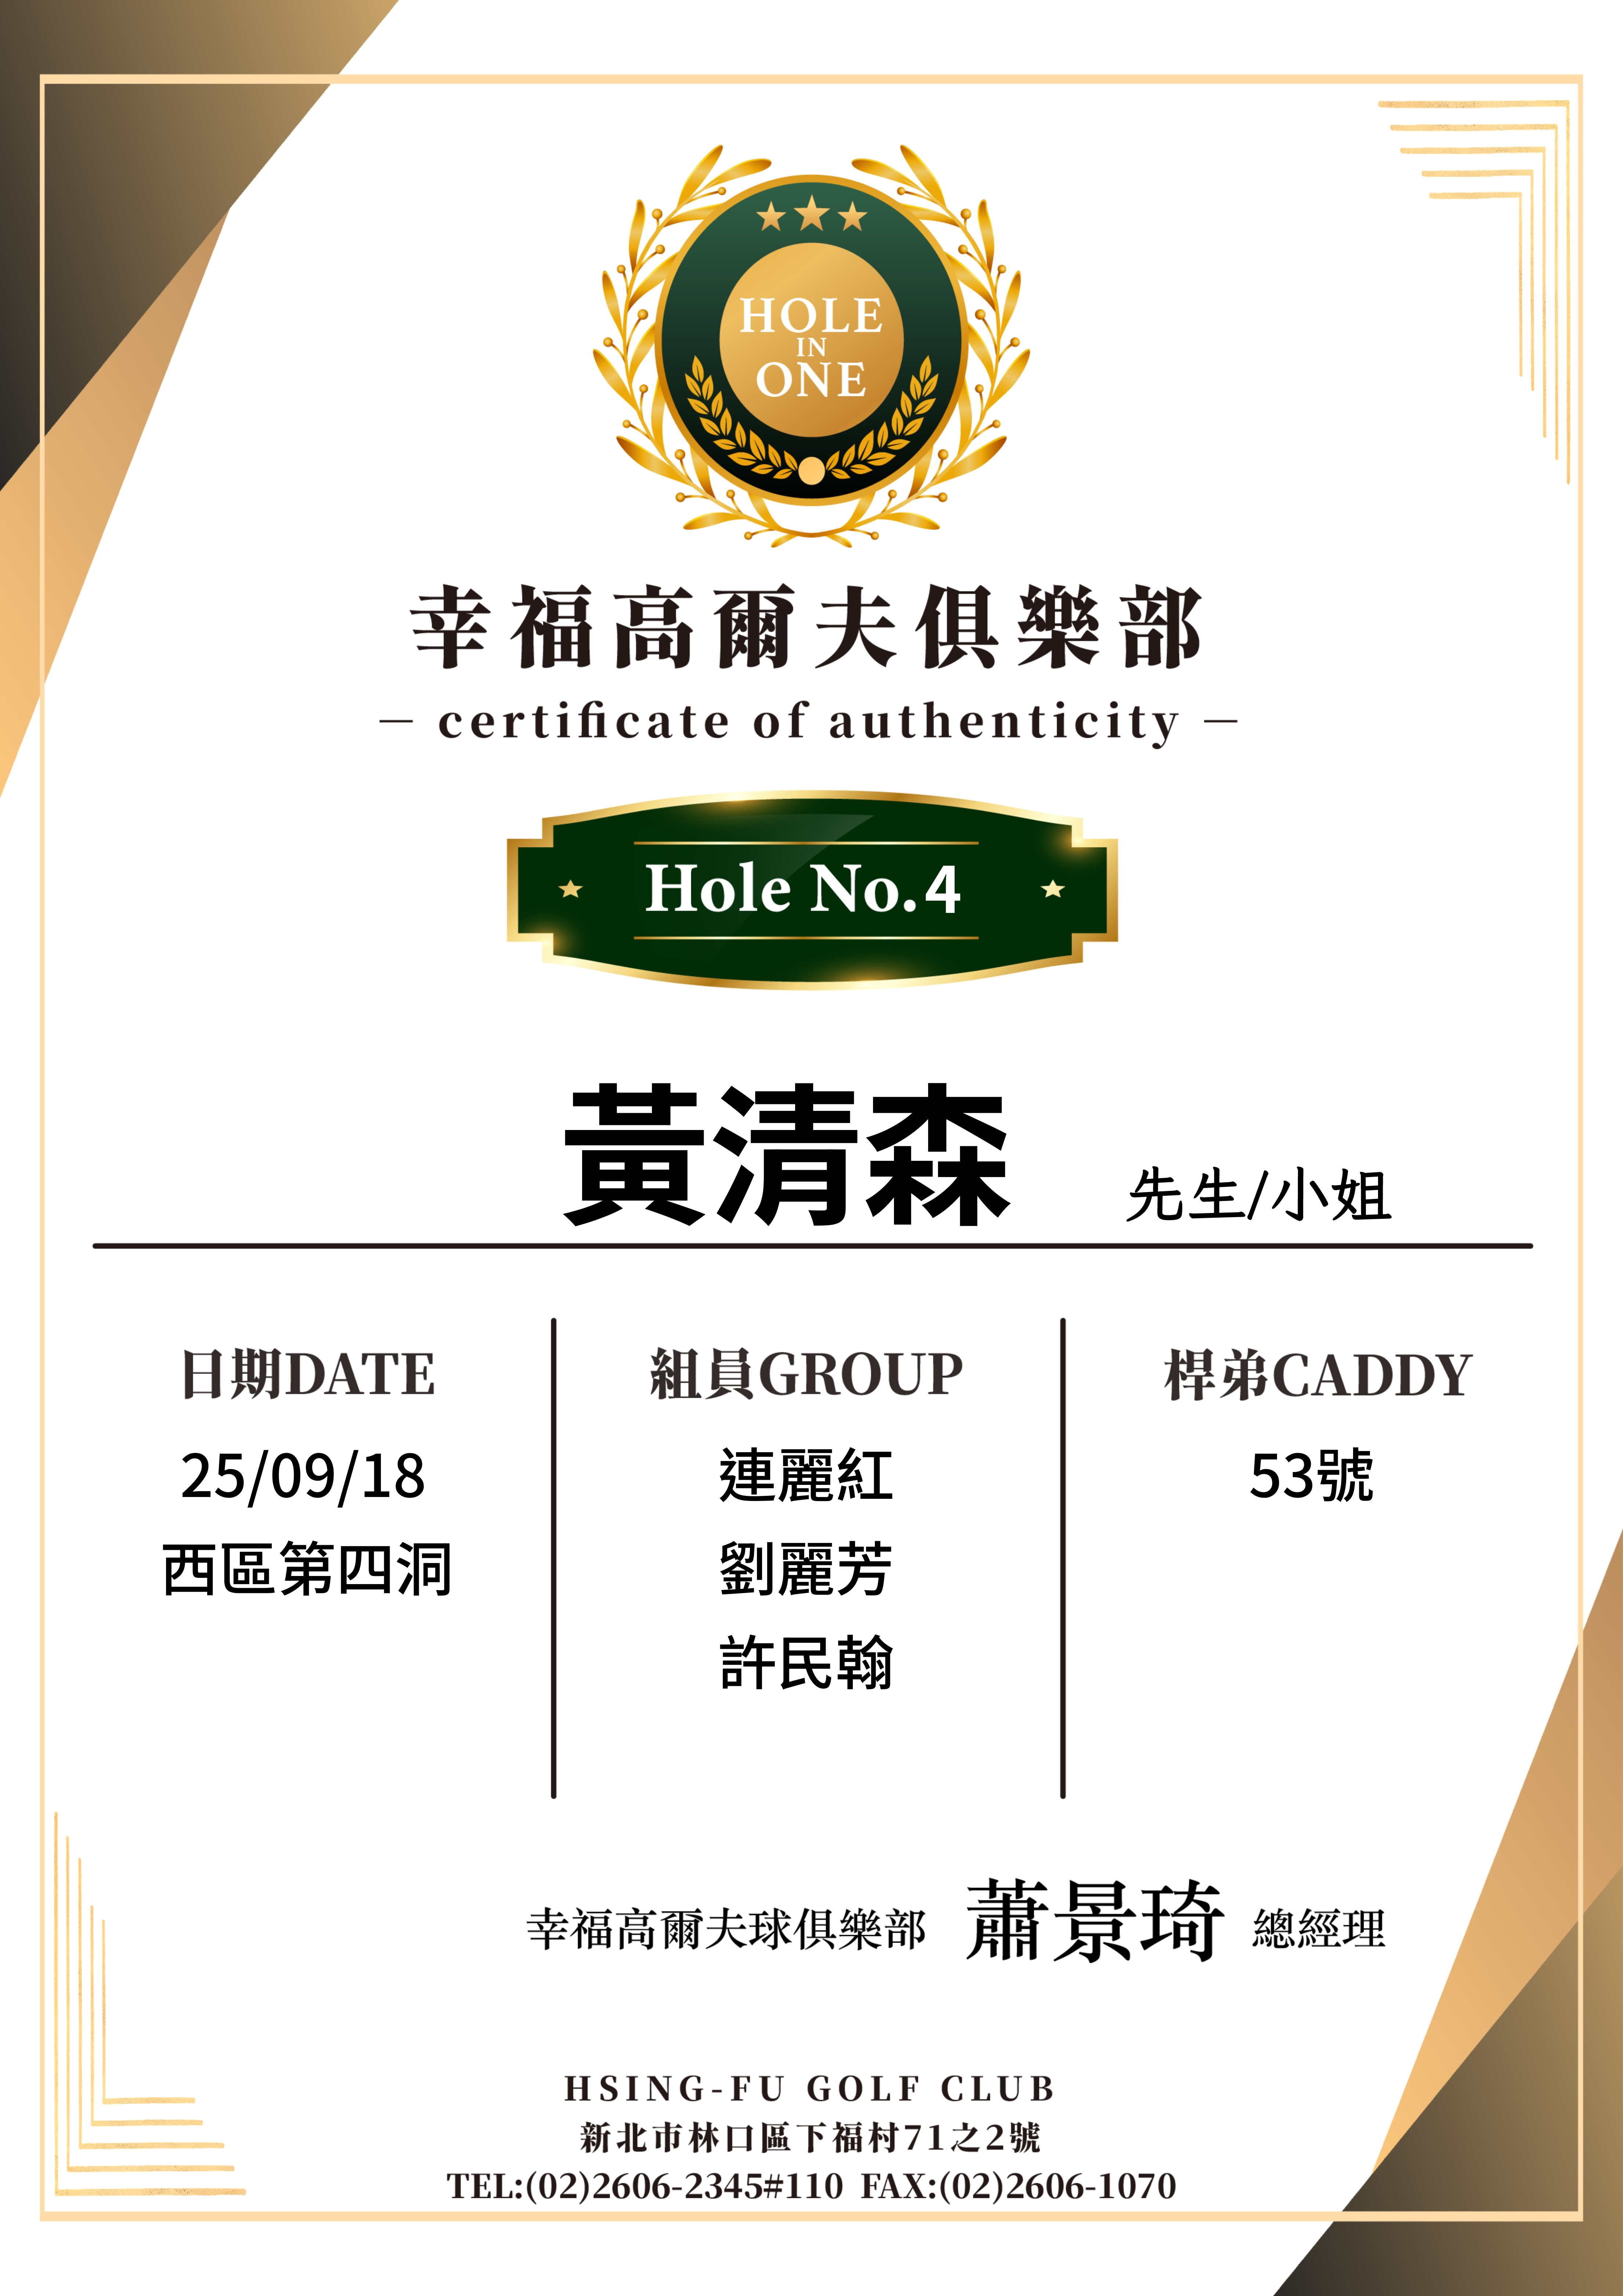 HOLE
IN
ONE
幸福高爾夫俱樂部
— certificate of authenticity —
Hole No.4
黃清森 先生/小姐
日期DATE
25/09/18
西區第四洞
組員GROUP
連麗紅
劉麗芳
許民翰
桿弟CADDY
53號
幸福高爾夫球俱樂部 蕭景琦 總經理
HSING-FU GOLF CLUB
新北市林口區下福村71之2號
TEL:(02)2606-2345#110 FAX:(02)2606-1070